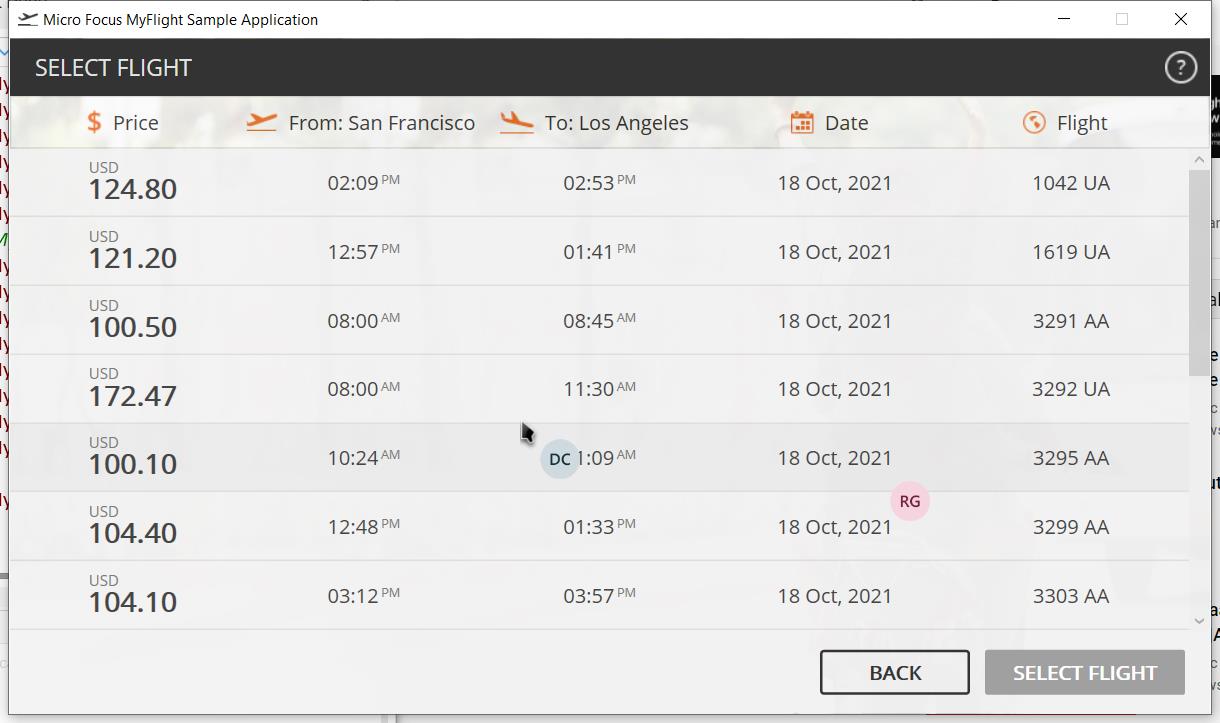 Micro Focus MyFlight Sample Application
SELECT FLIGHT ?
$ Price From: San Francisco To: Los Angeles Date Flight
USD
124.80 02:09 PM 02:53 PM 18 Oct, 2021 1042 UA
USD
121.20 12:57 PM 01:41 PM 18 Oct, 2021 1619 UA
USD
100.50 08:00 AM 08:45 AM 18 Oct, 2021 3291 AA
USD
172.47 08:00 AM 11:30 AM 18 Oct, 2021 3292 UA
USD
100.10 10:24 AM DC 1:09 AM 18 Oct, 2021 3295 AA
RG
USD
104.40 12:48 PM 01:33 PM 18 Oct, 2021 3299 AA
USD
104.10 03:12 PM 03:57 PM 18 Oct, 2021 3303 AA
BACK SELECT FLIGHT